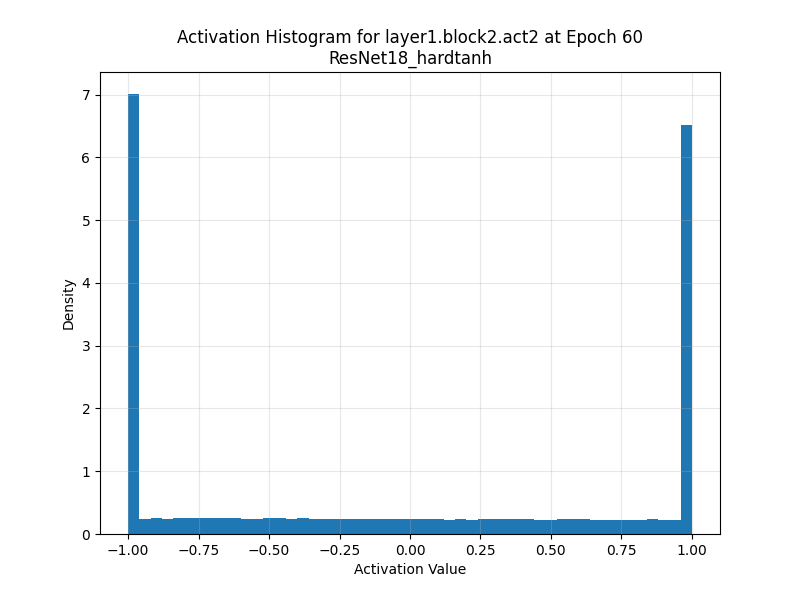 Activation Histogram for layer1.block2.act2 at Epoch 60
ResNet18_hardtanh
7
6
5
4
3
2
1
0
Density
−1.00 −0.75 −0.50 −0.25 0.00 0.25 0.50 0.75 1.00
Activation Value